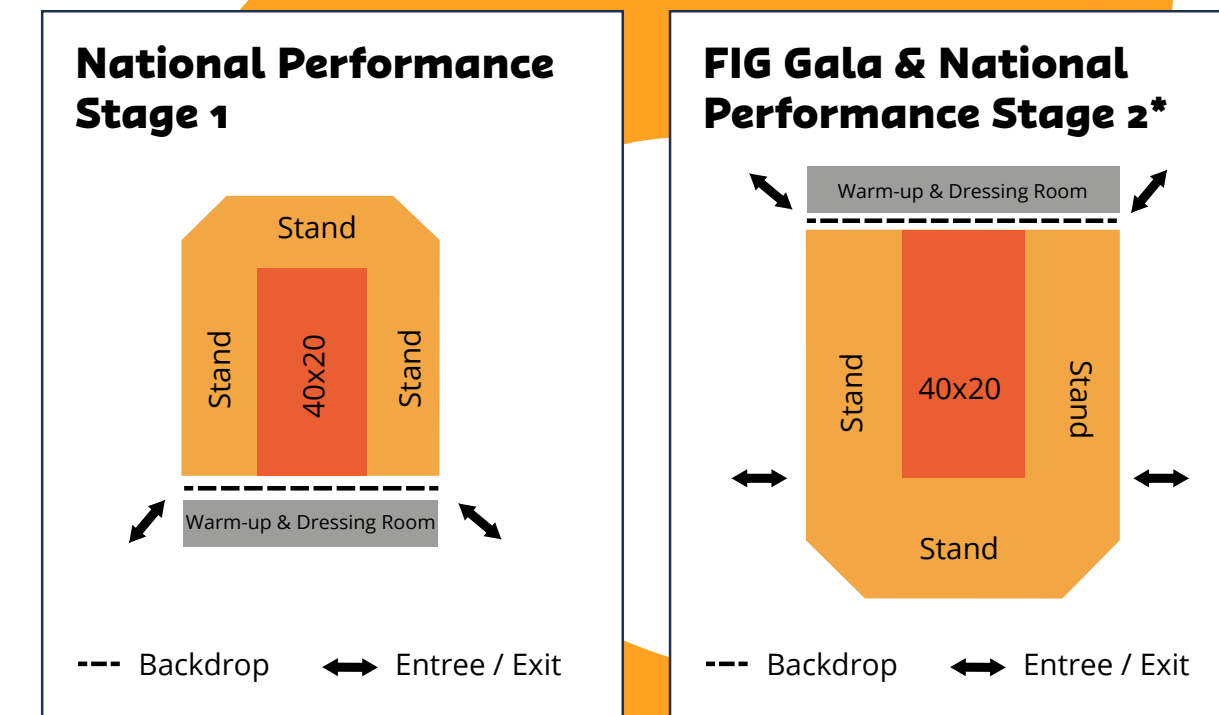 National Performance
Stage 1
Stand
Stand
40x20
Stand
Warm-up & Dressing Room
Backdrop
Entree / Exit
FIG Gala & National
Performance Stage 2*
Warm-up & Dressing Room
Stand
40x20
Stand
Stand
Backdrop
Entree / Exit